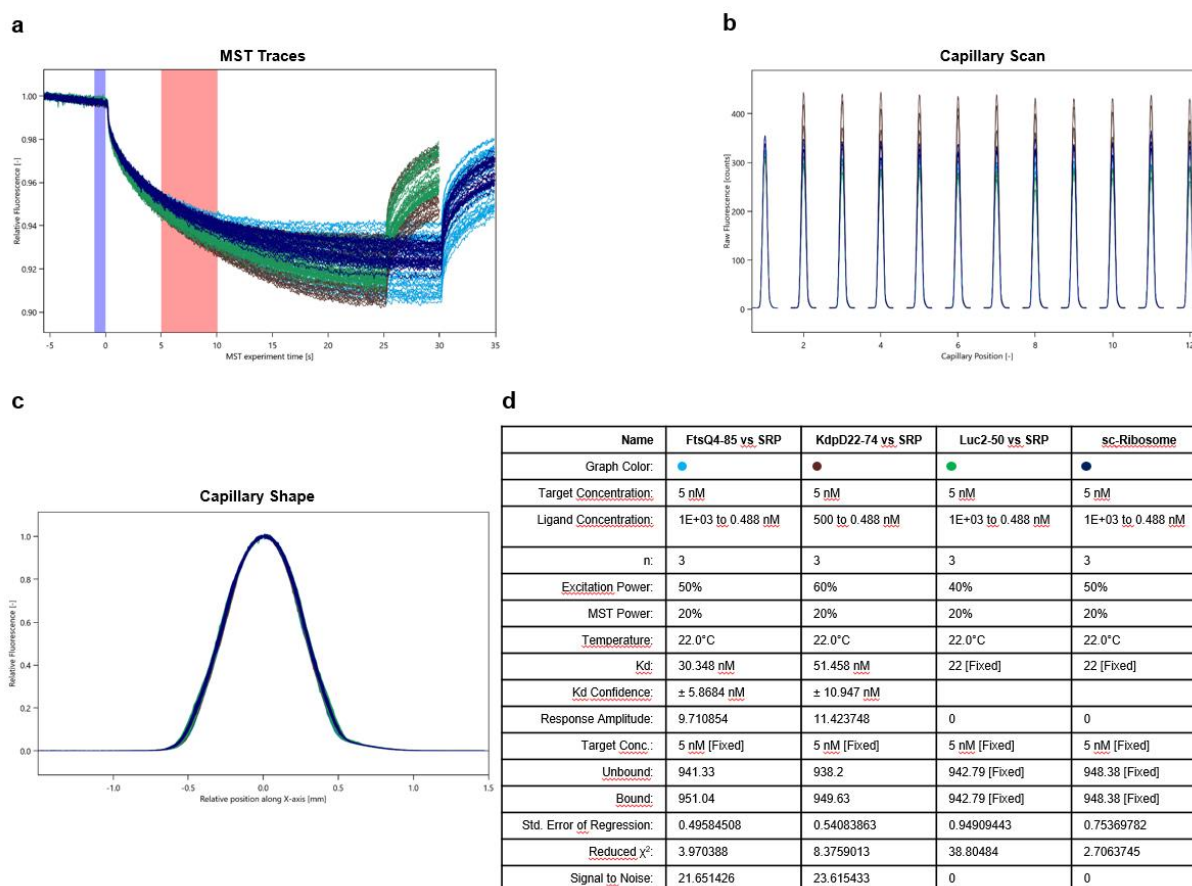 a
MST Traces
1.00
0.98
0.96
0.94
0.92
0.90
Relative Fluorescence [-]
-5 0 5 10 15 20 25 30 35
MST experiment time [s]
b
Capillary Scan
400
300
200
100
0
Raw Fluorescence [counts]
2 4 6 8 10 12
Capillary Position [-]
c
Capillary Shape
1.0
0.8
0.6
0.4
0.2
0.0
Relative Fluorescence [-]
-1.0 -0.5 0.0 0.5 1.0 1.5
Relative position along X-axis [mm]
d
Name FtsQ4-85 vs SRP KdpD22-74 vs SRP Luc2-50 vs SRP sc-Ribosome
Graph Color:
Target Concentration: 5 nM 5 nM 5 nM 5 nM
Ligand Concentration: 1E+03 to 0.488 nM 500 to 0.488 nM 1E+03 to 0.488 nM 1E+03 to 0.488 nM
n: 3 3 3 3
Excitation Power: 50% 60% 40% 50%
MST Power: 20% 20% 20% 20%
Temperature: 22.0°C 22.0°C 22.0°C 22.0°C
Kd: 30.348 nM 51.458 nM 22 [Fixed] 22 [Fixed]
Kd Confidence: ± 5.8684 nM ± 10.947 nM
Response Amplitude: 9.710854 11.423748 0 0
Target Conc.: 5 nM [Fixed] 5 nM [Fixed] 5 nM [Fixed] 5 nM [Fixed]
Unbound: 941.33 938.2 942.79 [Fixed] 948.38 [Fixed]
Bound: 951.04 949.63 942.79 [Fixed] 948.38 [Fixed]
Std. Error of Regression: 0.49584508 0.54083863 0.94909443 0.75369782
Reduced χ²: 3.970388 8.3759013 38.80484 2.7063745
Signal to Noise: 21.651426 23.615433 0 0